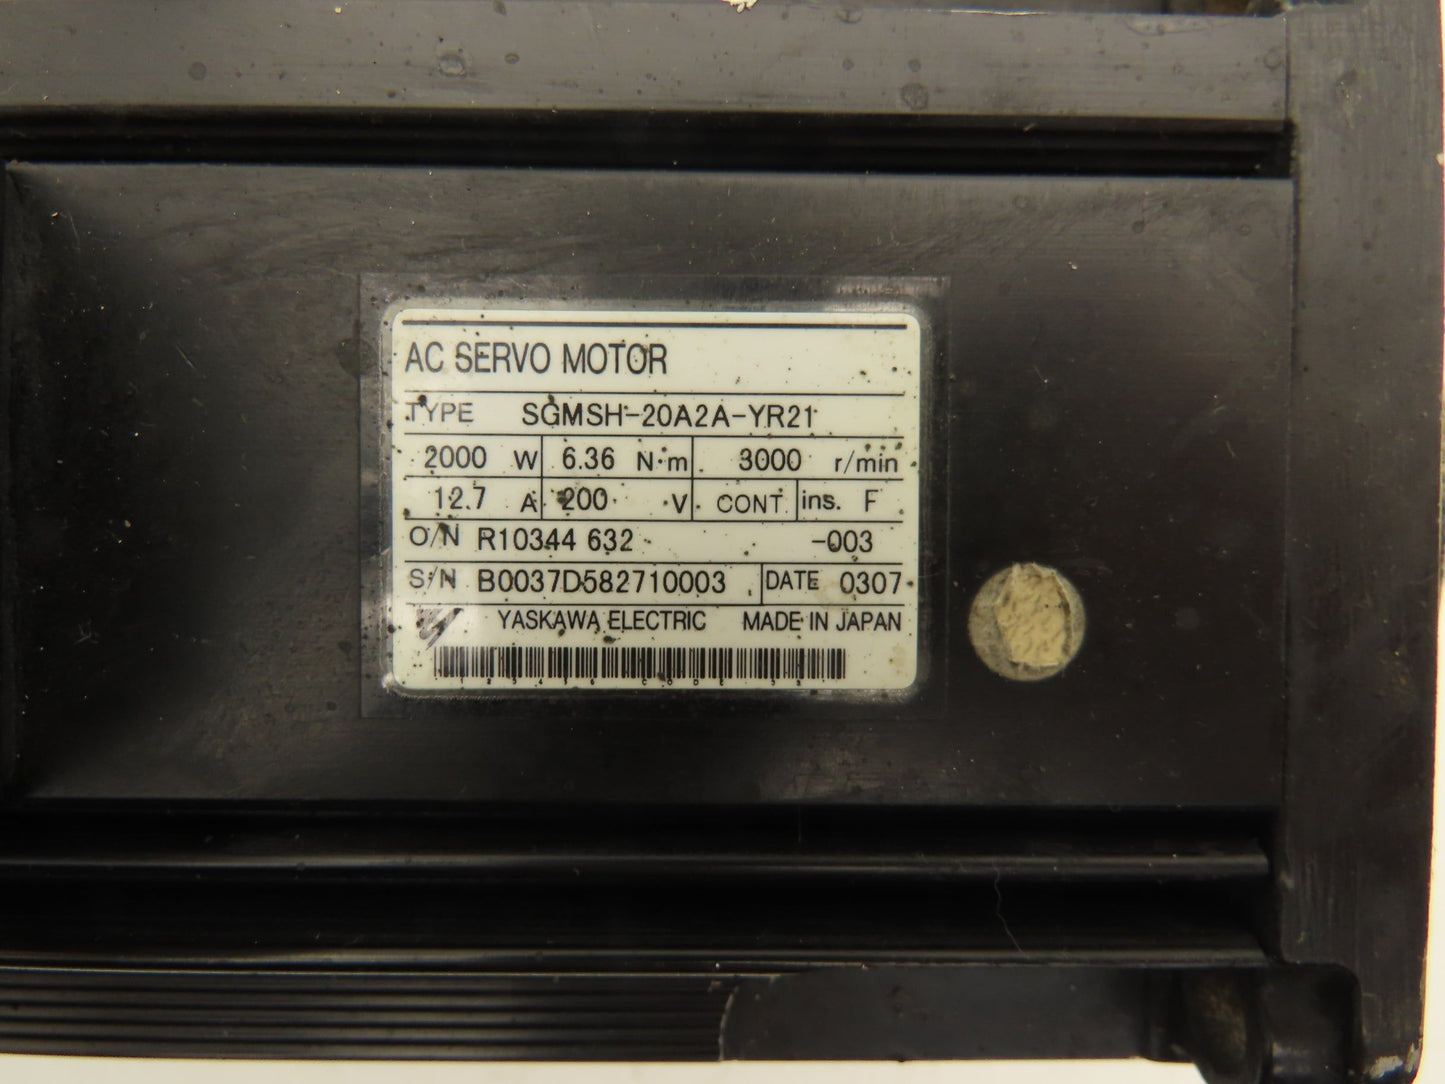 AC SERVO MOTOR
TYPE SGMSH-20A2A-YR21
2000 W 6.36 N·m 3000 r/min
12.7 A 200 V CONT. ins. F
O/N R10344 632 -003
S/N B0037D582710003 DATE 0307
YASKAWA ELECTRIC MADE IN JAPAN